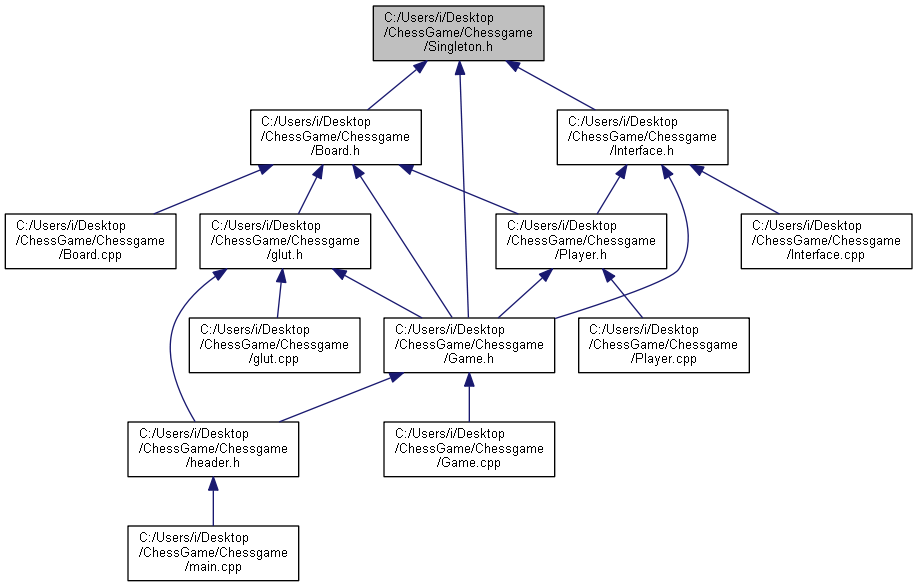 C:/Users/i/Desktop
/ChessGame/Chessgame
/Singleton.h
C:/Users/i/Desktop
/ChessGame/Chessgame
/Board.h
C:/Users/i/Desktop
/ChessGame/Chessgame
/Interface.h
C:/Users/i/Desktop
/ChessGame/Chessgame
/Board.cpp
C:/Users/i/Desktop
/ChessGame/Chessgame
/glut.h
C:/Users/i/Desktop
/ChessGame/Chessgame
/Player.h
C:/Users/i/Desktop
/ChessGame/Chessgame
/Interface.cpp
C:/Users/i/Desktop
/ChessGame/Chessgame
/glut.cpp
C:/Users/i/Desktop
/ChessGame/Chessgame
/Game.h
C:/Users/i/Desktop
/ChessGame/Chessgame
/Player.cpp
C:/Users/i/Desktop
/ChessGame/Chessgame
/header.h
C:/Users/i/Desktop
/ChessGame/Chessgame
/Game.cpp
C:/Users/i/Desktop
/ChessGame/Chessgame
/main.cpp